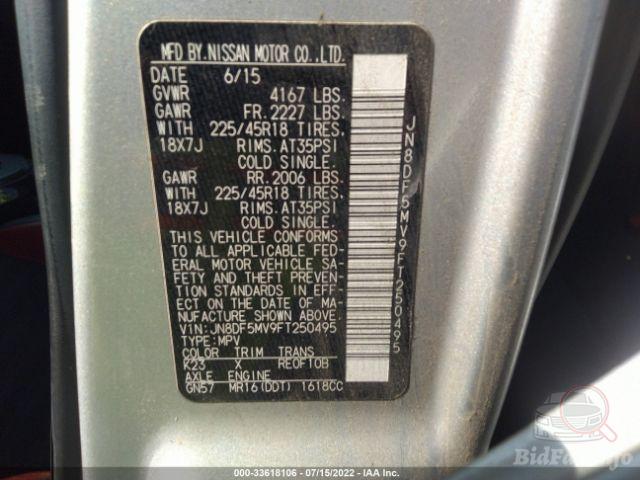 MFD BY.NISSAN MOTOR CO.,LTD.
DATE 6/15
GVWR 4167 LBS.
GAWR FR. 2227 LBS.
WITH 225/45R18 TIRES.
18X7J RIMS. AT35PSI
COLD SINGLE.
GAWR RR. 2006 LBS.
WITH 225/45R18 TIRES.
18X7J RIMS. AT35PSI
COLD SINGLE.
THIS VEHICLE CONFORMS
TO ALL APPLICABLE FED-
ERAL MOTOR VEHICLE SA-
FETY AND THEFT PREVEN-
TION STANDARDS IN EFF-
ECT ON THE DATE OF MA-
NUFACTURE SHOWN ABOVE.
VIN: JN8DF5MV9FT250495
TYPE: MPV
COLOR TRIM TRANS
K23 X RE0F10B
AXLE ENGINE
GN57 MR16(DDT) 1618CC
JN8DF5MV9FT250495
BidFax.info
000-33618106 - 07/15/2022 - IAA Inc.